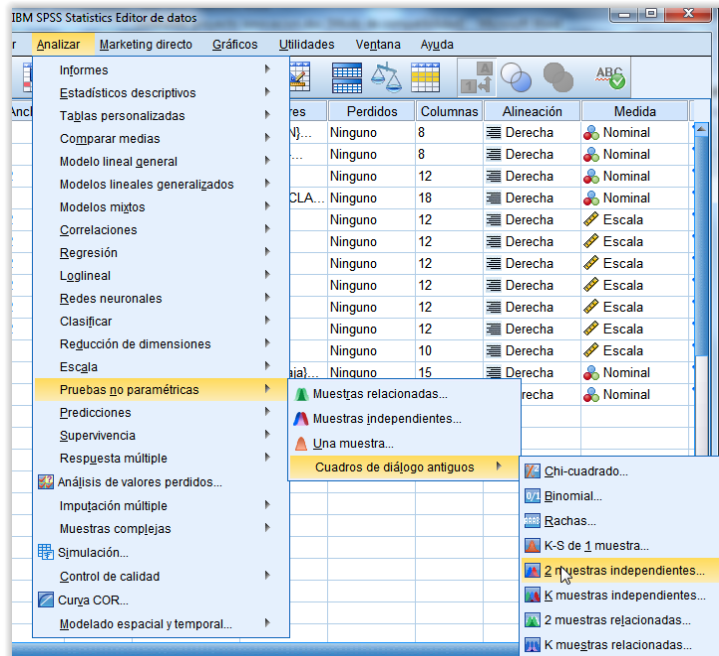 IBM SPSS Statistics Editor de datos
r Analizar Marketing directo Gráficos Utilidades Ventana Ayuda
Informes
Estadísticos descriptivos
Tablas personalizadas
Comparar medias
Modelo lineal general
Modelos lineales generalizados
Modelos mixtos
Correlaciones
Regresión
Loglineal
Redes neuronales
Clasificar
Reducción de dimensiones
Escala
Pruebas no paramétricas
Predicciones
Supervivencia
Respuesta múltiple
Análisis de valores perdidos...
Imputación múltiple
Muestras complejas
Simulación...
Control de calidad
Curva COR...
Modelado espacial y temporal...
Muestras relacionadas...
Muestras independientes...
Una muestra...
Cuadros de diálogo antiguos
Chi-cuadrado...
0/1 Binomial...
Rachas...
K-S de 1 muestra...
2 muestras independientes...
K muestras independientes...
2 muestras relacionadas...
K muestras relacionadas...
A
14
ABC
Anch res Perdidos Columnas Alineación Medida
N}... Ninguno 8 Derecha Nominal
... Ninguno 8 Derecha Nominal
Ninguno 12 Derecha Nominal
CLA... Ninguno 18 Derecha Nominal
Ninguno 12 Derecha Escala
Ninguno 12 Derecha Escala
Ninguno 12 Derecha Escala
Ninguno 12 Derecha Escala
Ninguno 12 Derecha Escala
Ninguno 12 Derecha Escala
Ninguno 10 Derecha Escala
aja}... Ninguno 15 Derecha Nominal
recha Nominal